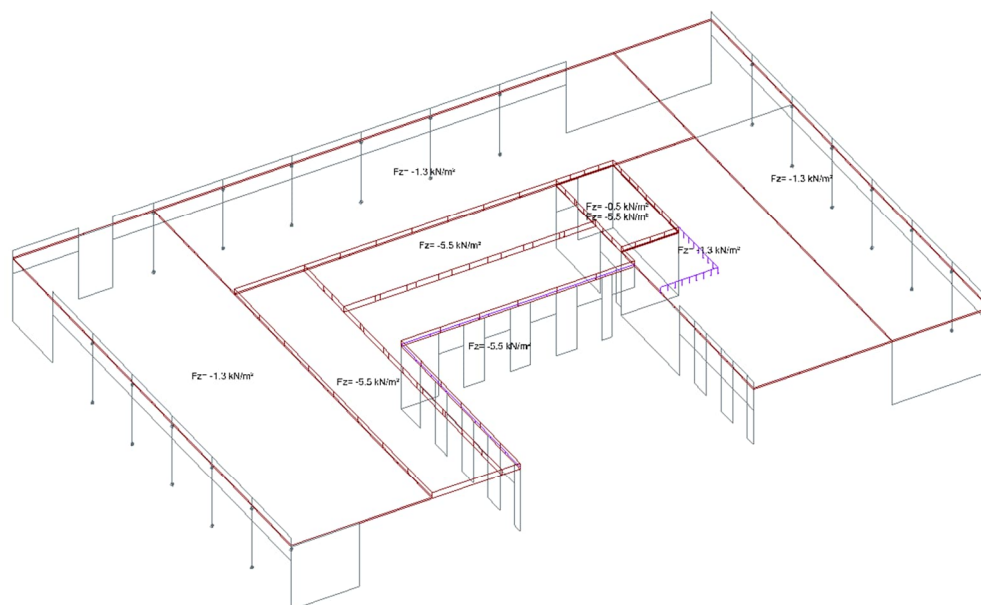 Fz= -1.3 kN/m²
Fz= -1.3 kN/m²
Fz= -0.5 kN/m²
Fz= -5.5 kN/m²
Fz= -5.5 kN/m²
Fz= -1.3 kN/m²
Fz= -5.5 kN/m²
Fz= -1.3 kN/m²
Fz= -5.5 kN/m²